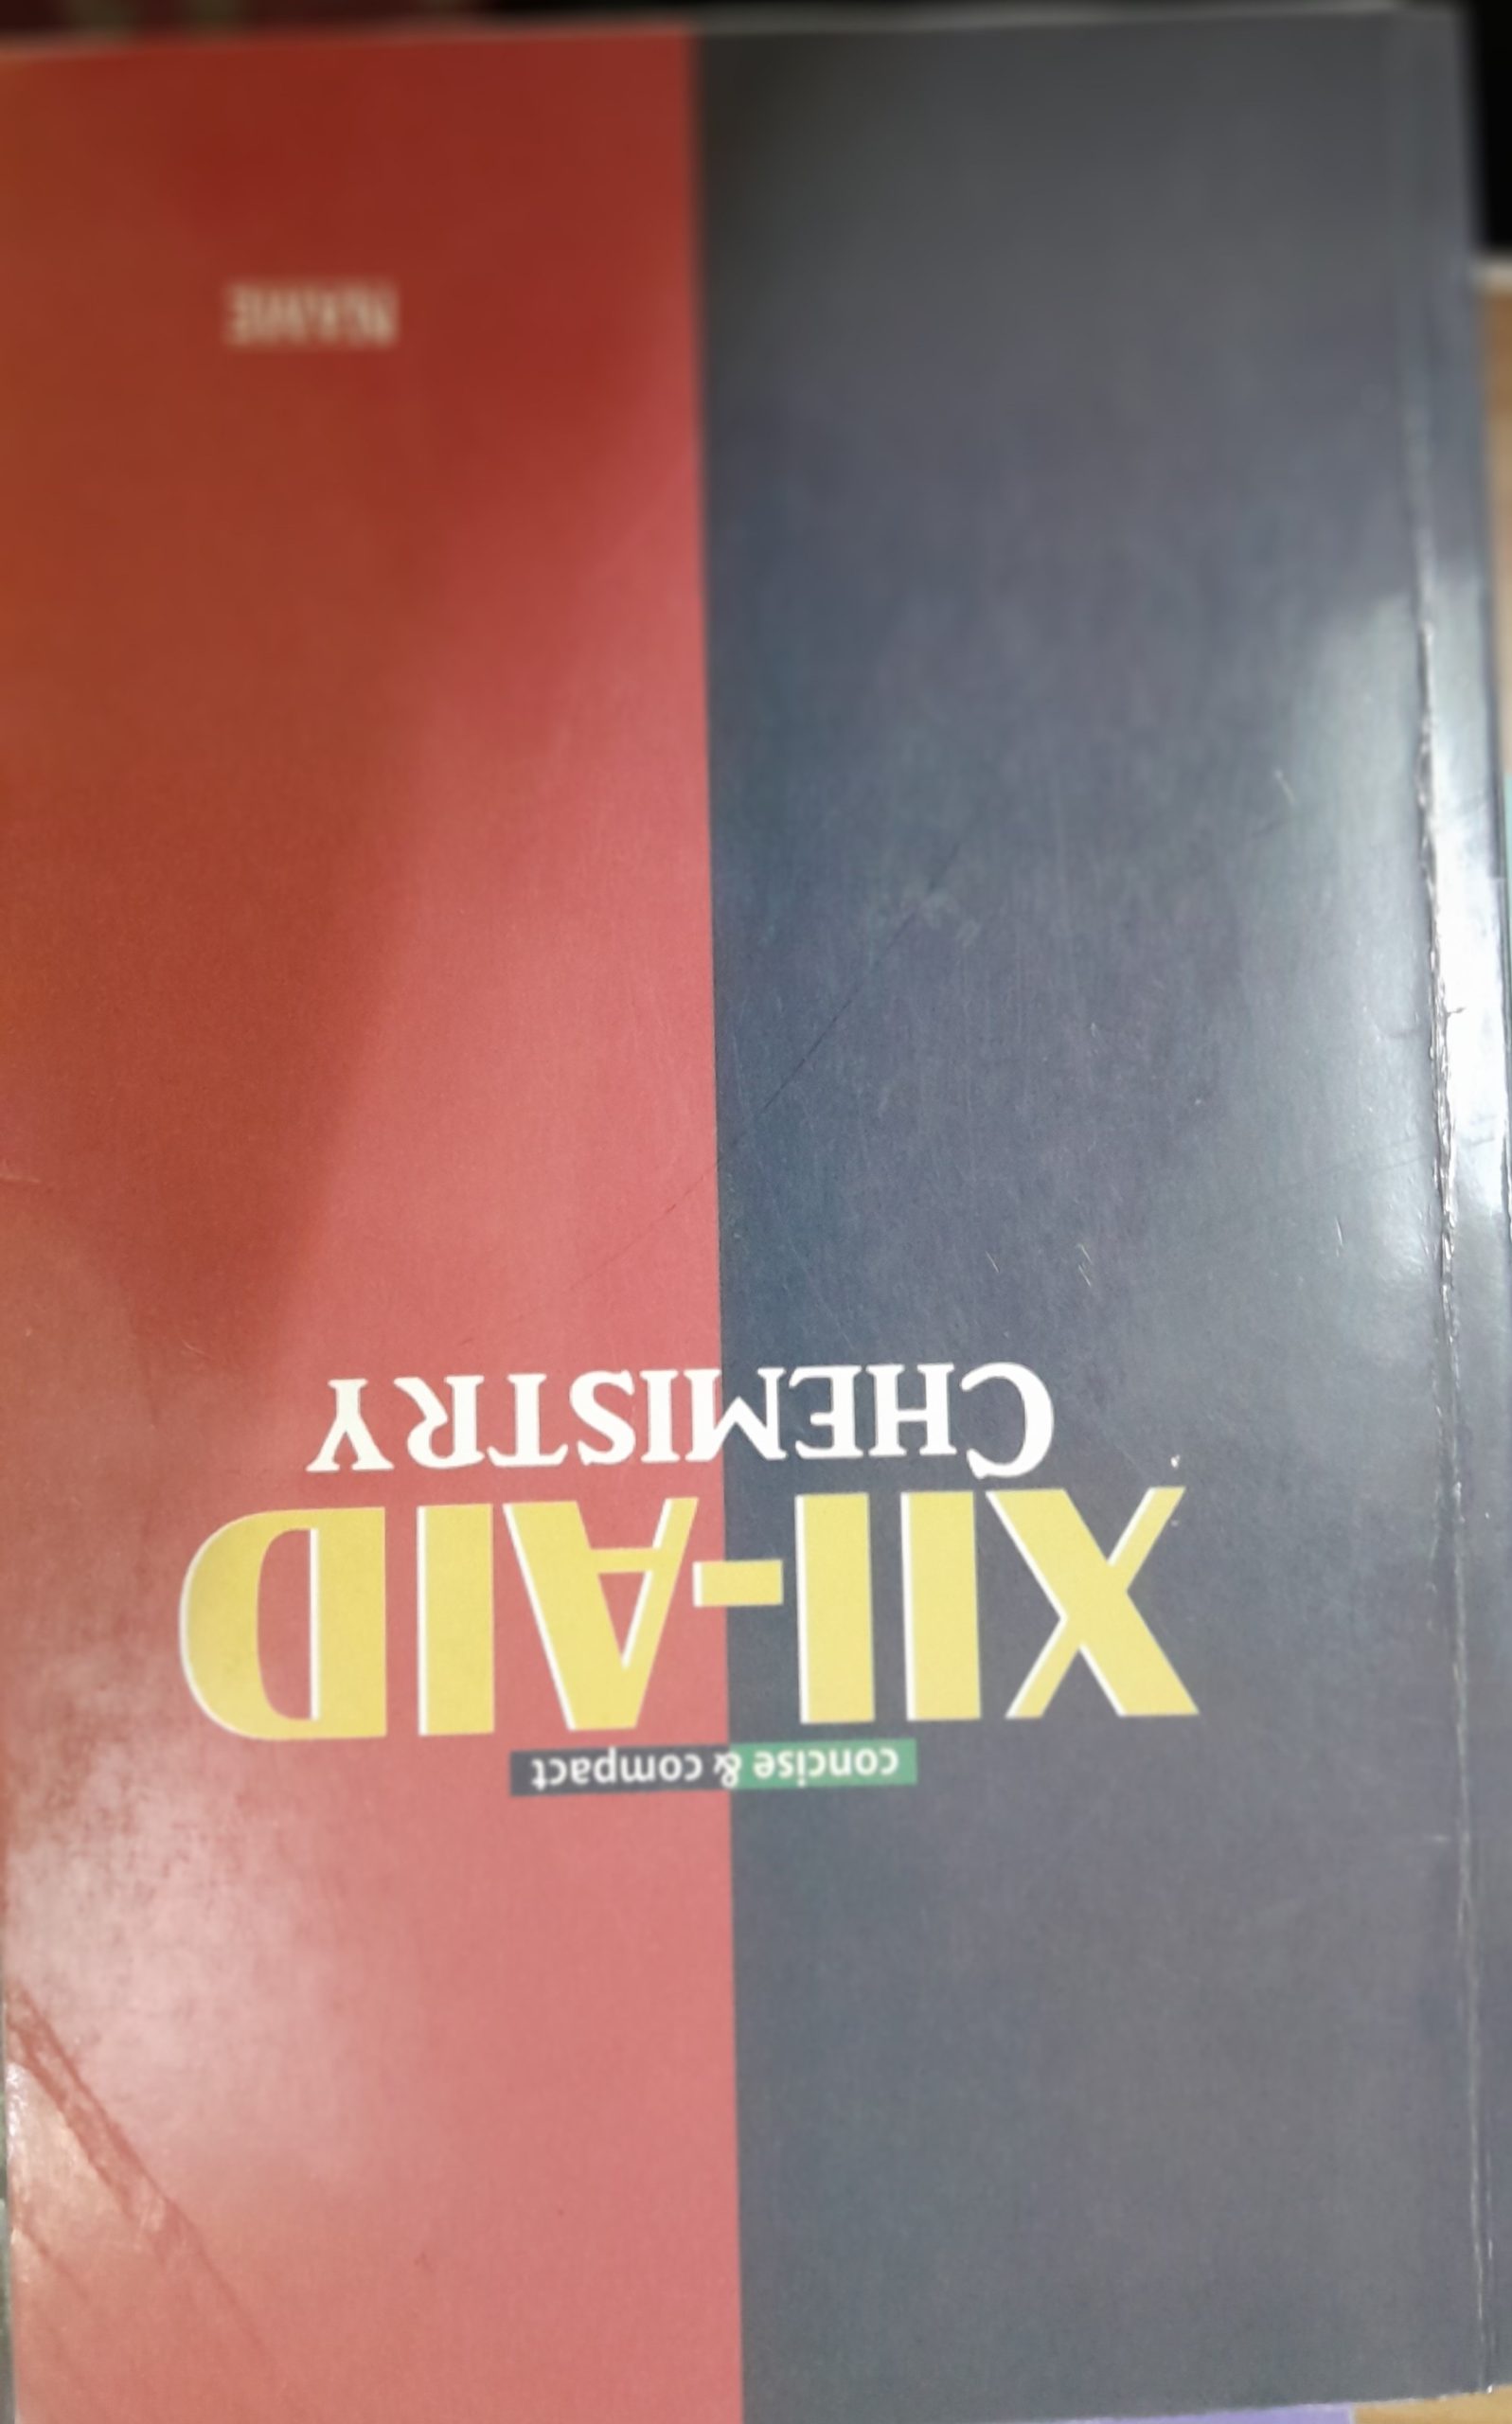 concise & compact
XII-AID
CHEMISTRY